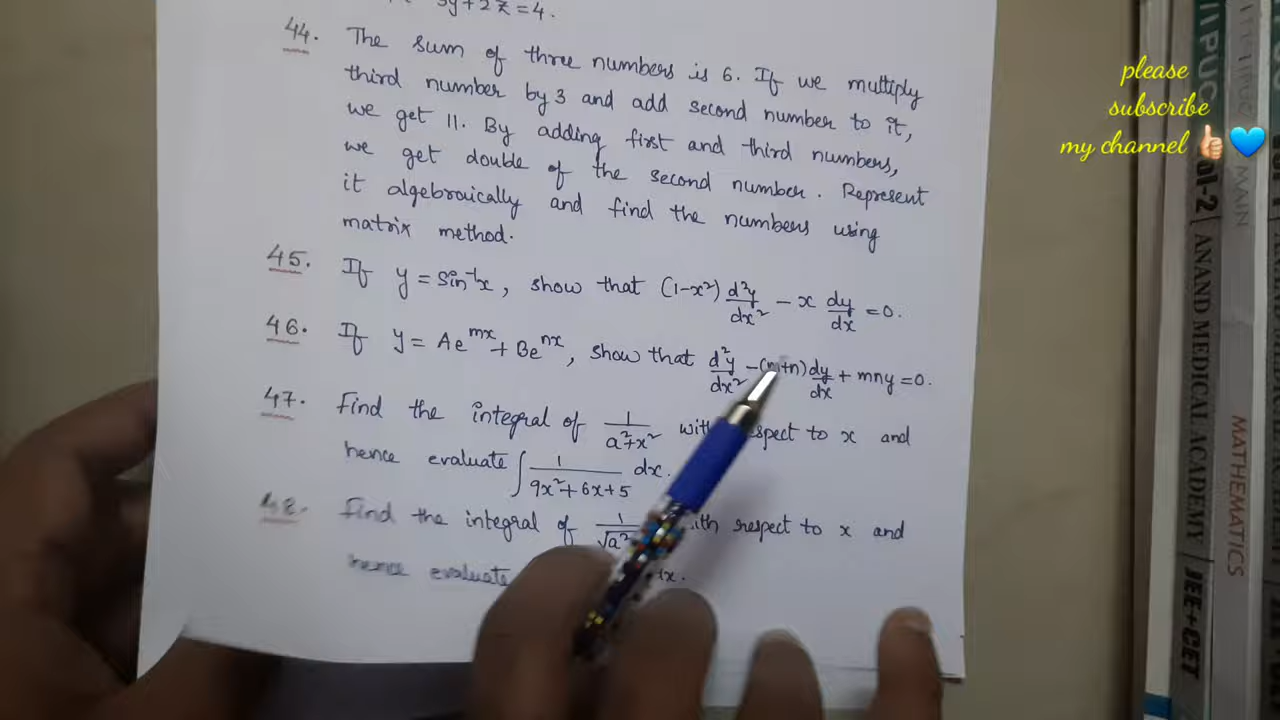 3y+2z=4.
44. The sum of three numbers is 6. If we multiply
third number by 3 and add second number to it,
we get 11. By adding first and third numbers,
we get double of the second number. Represent
it algebraically and find the numbers using
matrix method.
45. If y = Sin⁻¹x, show that (1-x²) d²y/dx² - x dy/dx =0.
46. If y = Ae^mx + Be^nx, show that d²y/dx² -(m+n) dy/dx + mny =0.
47. Find the integral of 1/a²+x² with respect to x and
hence evaluate ∫ 1/9x²+6x+5 dx.
48. Find the integral of 1/√a² with respect to x and
hence evaluate dx.
please
subscribe
my channel 👍🏻💙
ANAND MEDICAL ACADEMY
JEE+CET
MATHEMATICS
MAIN
II PUC